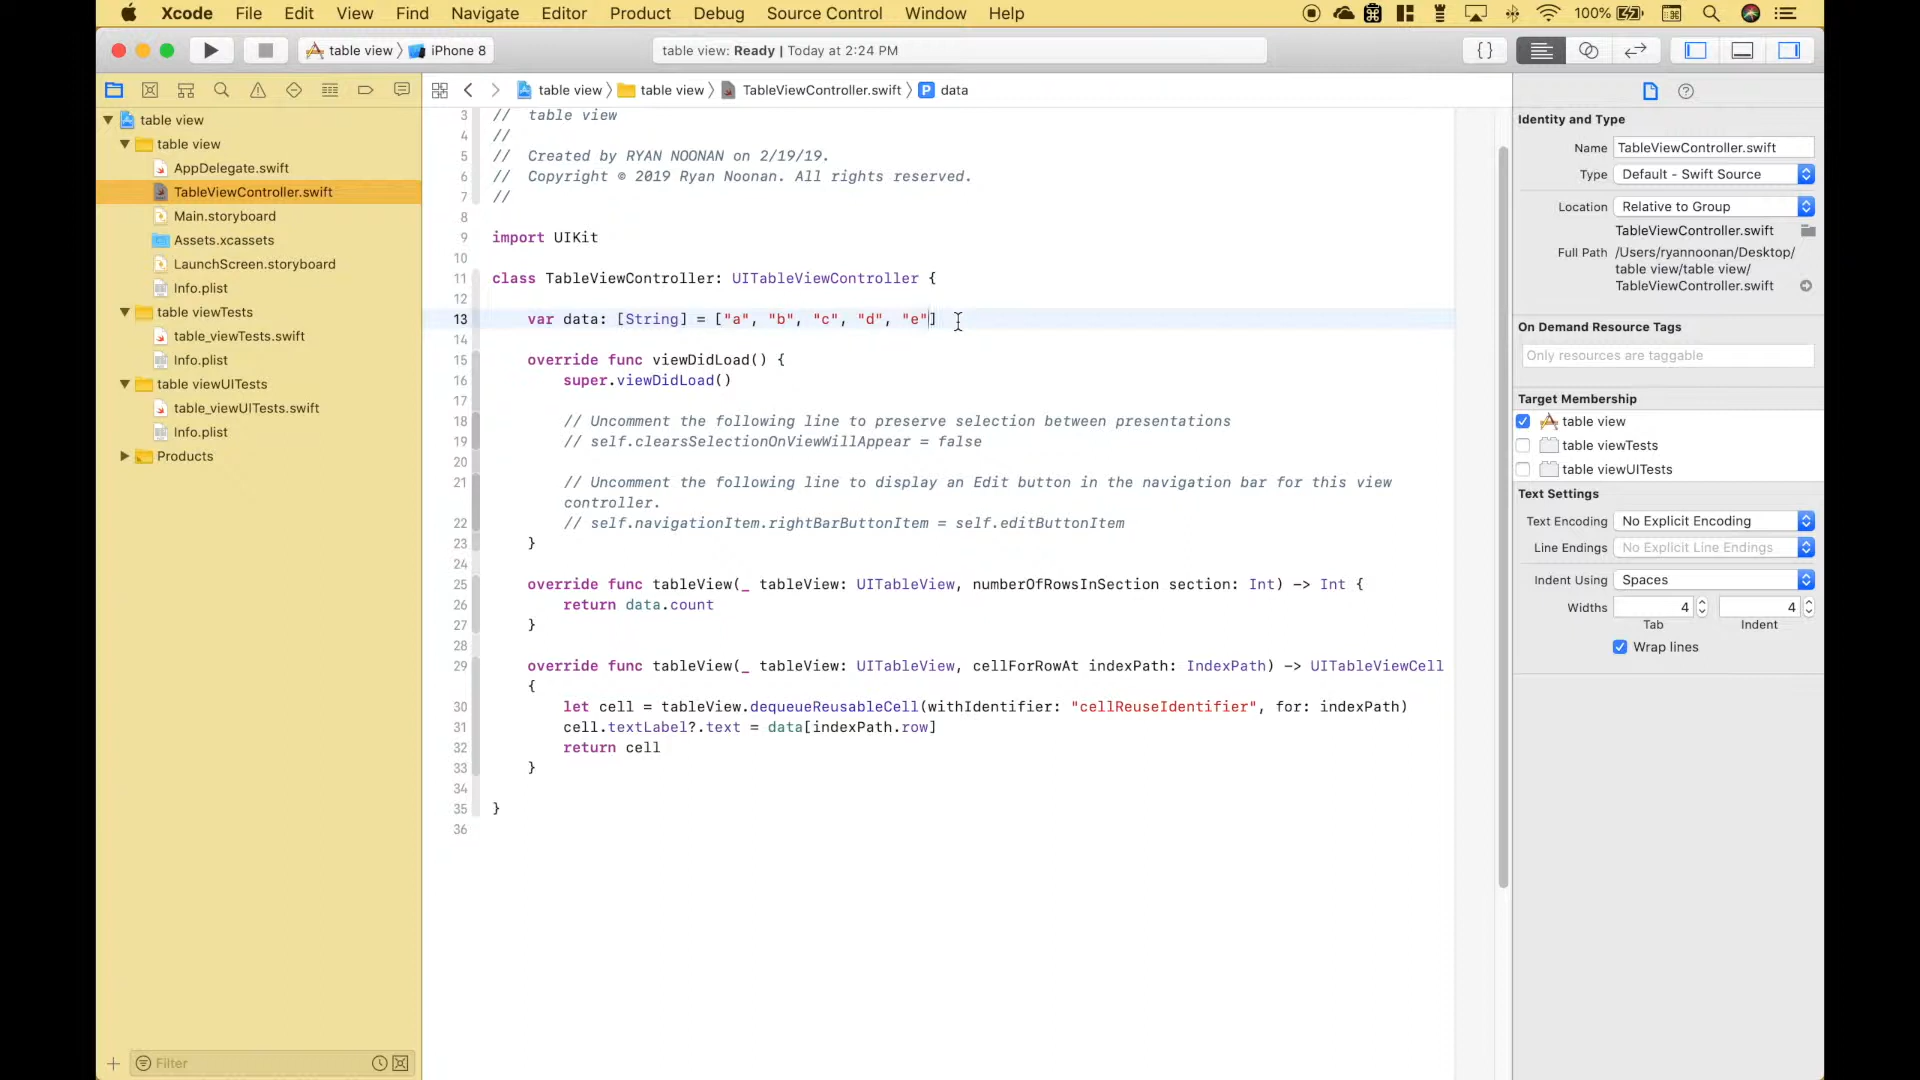 Xcode File Edit View Find Navigate Editor Product Debug Source Control Window Help 100%
table view iPhone 8 table view: Ready | Today at 2:24 PM { }
table view table view TableViewController.swift P data
table view
table view
AppDelegate.swift
TableViewController.swift
Main.storyboard
Assets.xcassets
LaunchScreen.storyboard
Info.plist
table viewTests
table_viewTests.swift
Info.plist
table viewUITests
table_viewUITests.swift
Info.plist
Products
Filter
3 // table view
4 //
5 // Created by RYAN NOONAN on 2/19/19.
6 // Copyright © 2019 Ryan Noonan. All rights reserved.
7 //
8
9 import UIKit
10
11 class TableViewController: UITableViewController {
12
13 var data: [String] = ["a", "b", "c", "d", "e"]
14
15 override func viewDidLoad() {
16 super.viewDidLoad()
17
18 // Uncomment the following line to preserve selection between presentations
19 // self.clearsSelectionOnViewWillAppear = false
20
21 // Uncomment the following line to display an Edit button in the navigation bar for this view
controller.
22 // self.navigationItem.rightBarButtonItem = self.editButtonItem
23 }
24
25 override func tableView(_ tableView: UITableView, numberOfRowsInSection section: Int) -> Int {
26 return data.count
27 }
28
29 override func tableView(_ tableView: UITableView, cellForRowAt indexPath: IndexPath) -> UITableViewCell
{
30 let cell = tableView.dequeueReusableCell(withIdentifier: "cellReuseIdentifier", for: indexPath)
31 cell.textLabel?.text = data[indexPath.row]
32 return cell
33 }
34
35 }
36
Identity and Type
Name TableViewController.swift
Type Default - Swift Source
Location Relative to Group
TableViewController.swift
Full Path /Users/ryannoonan/Desktop/
table view/table view/
TableViewController.swift
On Demand Resource Tags
Only resources are taggable
Target Membership
table view
table viewTests
table viewUITests
Text Settings
Text Encoding No Explicit Encoding
Line Endings No Explicit Line Endings
Indent Using Spaces
Widths 4 4
Tab Indent
Wrap lines